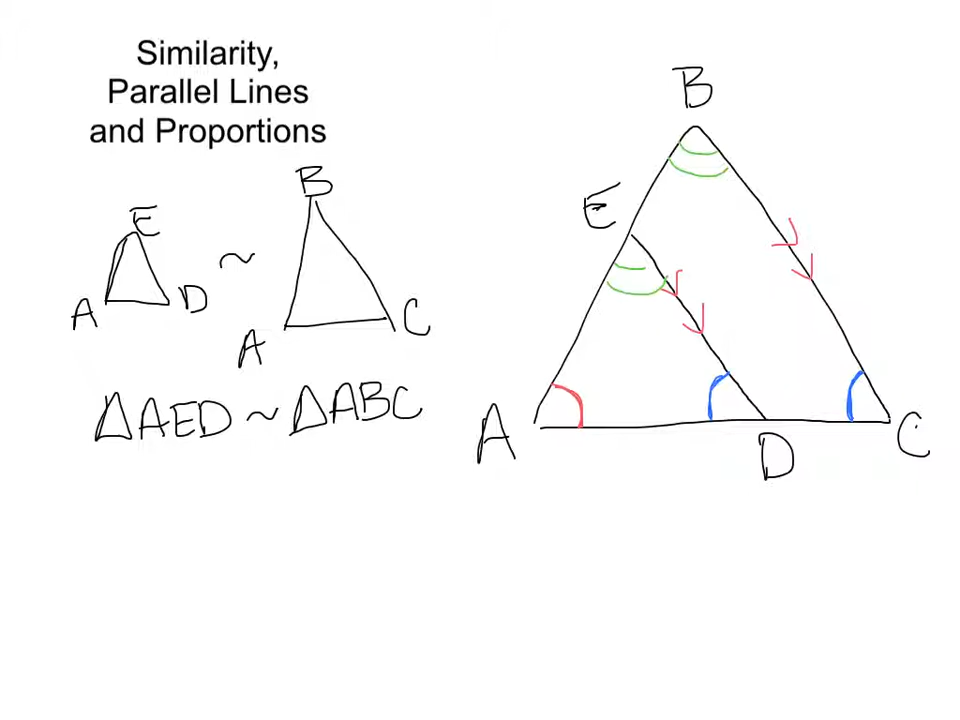 Similarity,
Parallel Lines
and Proportions
B
E
~
A
D
A
C
△AED ~ △ABC
B
E
A
D
C